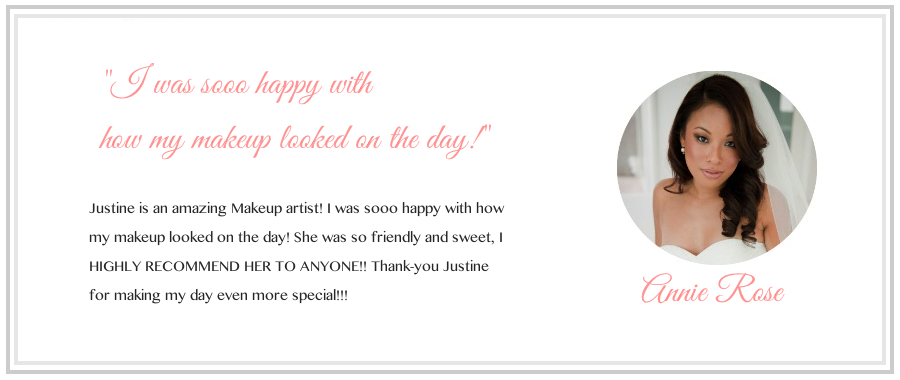 "I was sooo happy with
how my makeup looked on the day!"
Justine is an amazing Makeup artist! I was sooo happy with how
my makeup looked on the day! She was so friendly and sweet, I
HIGHLY RECOMMEND HER TO ANYONE!! Thank-you Justine
for making my day even more special!!!
Annie Rose